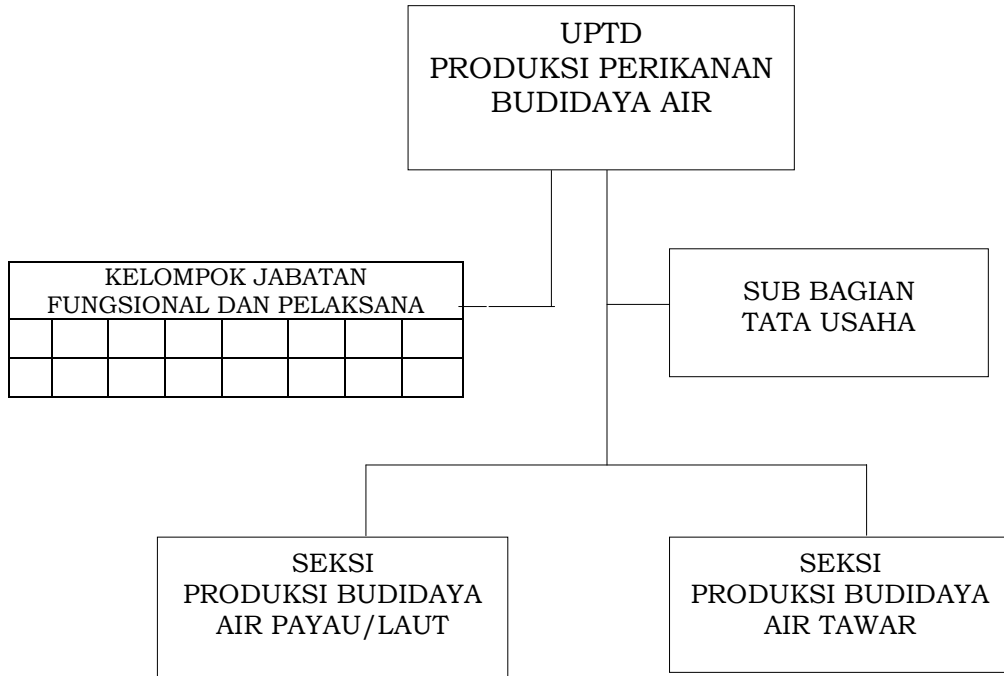 UPTD
PRODUKSI PERIKANAN
BUDIDAYA AIR
KELOMPOK JABATAN
FUNGSIONAL DAN PELAKSANA
SUB BAGIAN
TATA USAHA
SEKSI
PRODUKSI BUDIDAYA
AIR PAYAU/LAUT
SEKSI
PRODUKSI BUDIDAYA
AIR TAWAR